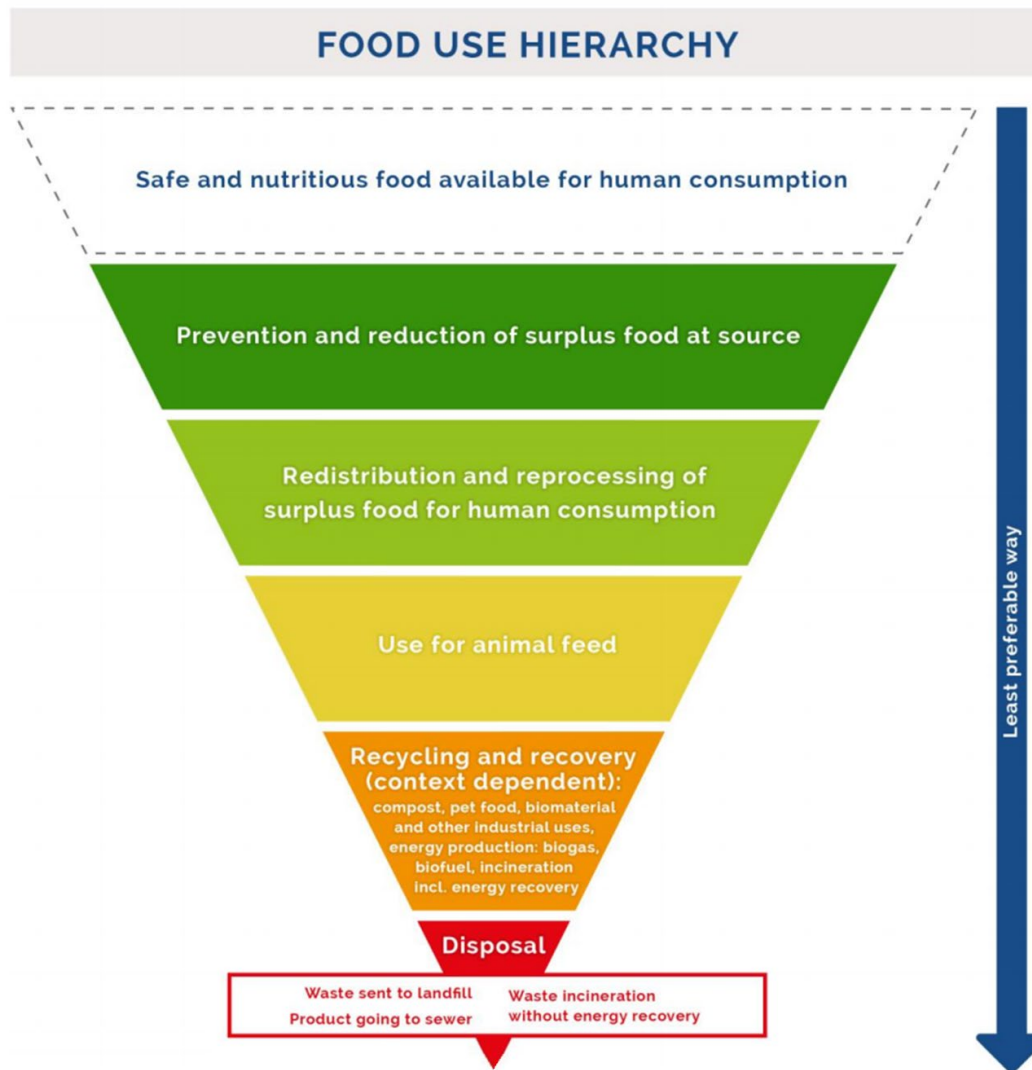 FOOD USE HIERARCHY
Safe and nutritious food available for human consumption
Prevention and reduction of surplus food at source
Redistribution and reprocessing of
surplus food for human consumption
Use for animal feed
Recycling and recovery
(context dependent):
compost, pet food, biomaterial
and other industrial uses,
energy production: biogas,
biofuel, incineration
incl. energy recovery
Disposal
Waste sent to landfill
Product going to sewer
Waste incineration
without energy recovery
Least preferable way